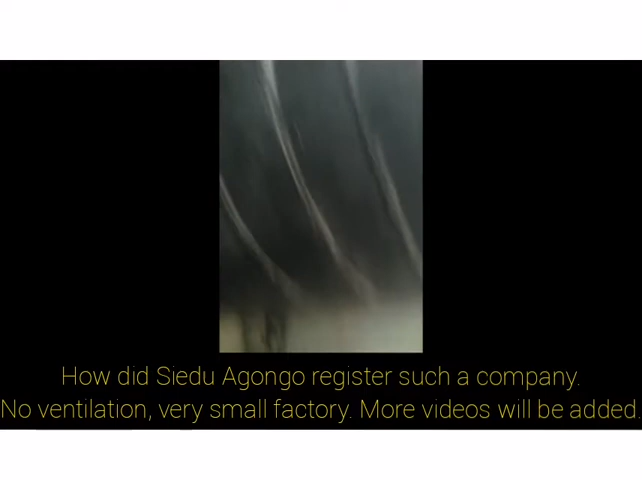 How did Siedu Agongo register such a company.
No ventilation, very small factory. More videos will be added.